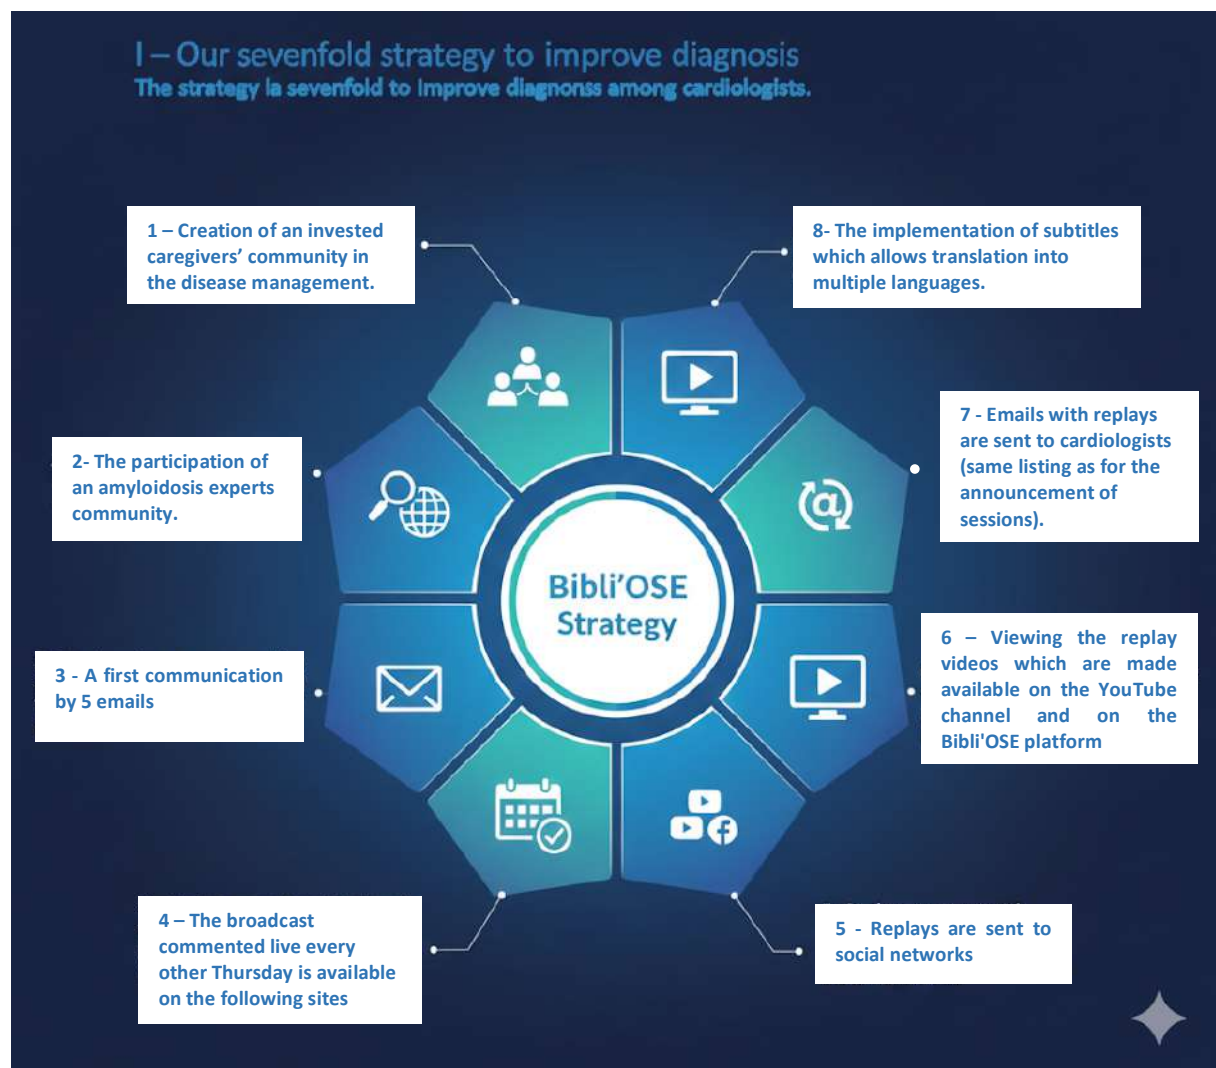 I – Our sevenfold strategy to improve diagnosis
The strategy la sevenfold to Improve diagnonss among cardiologists.
1 – Creation of an invested
caregivers’ community in
the disease management.
2- The participation of
an amyloidosis experts
community.
3 - A first communication
by 5 emails
4 – The broadcast
commented live every
other Thursday is available
on the following sites
5 - Replays are sent to
social networks
6 – Viewing the replay
videos which are made
available on the YouTube
channel and on the
Bibli'OSE platform
7 - Emails with replays
are sent to cardiologists
(same listing as for the
announcement of
sessions).
8- The implementation of subtitles
which allows translation into
multiple languages.
Bibli’OSE
Strategy